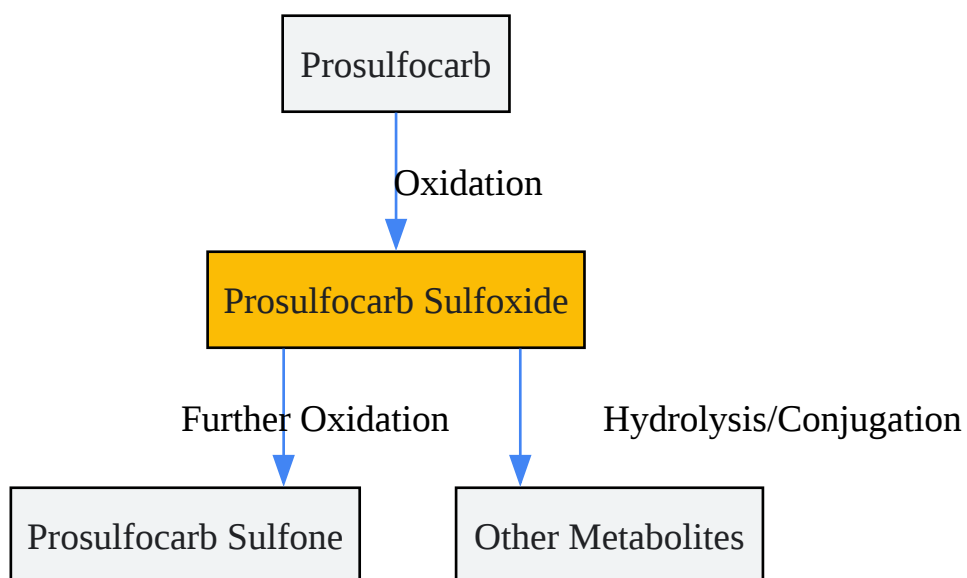 Prosulfocarb
Oxidation
Prosulfocarb Sulfoxide
Further Oxidation
Hydrolysis/Conjugation
Prosulfocarb Sulfone
Other Metabolites